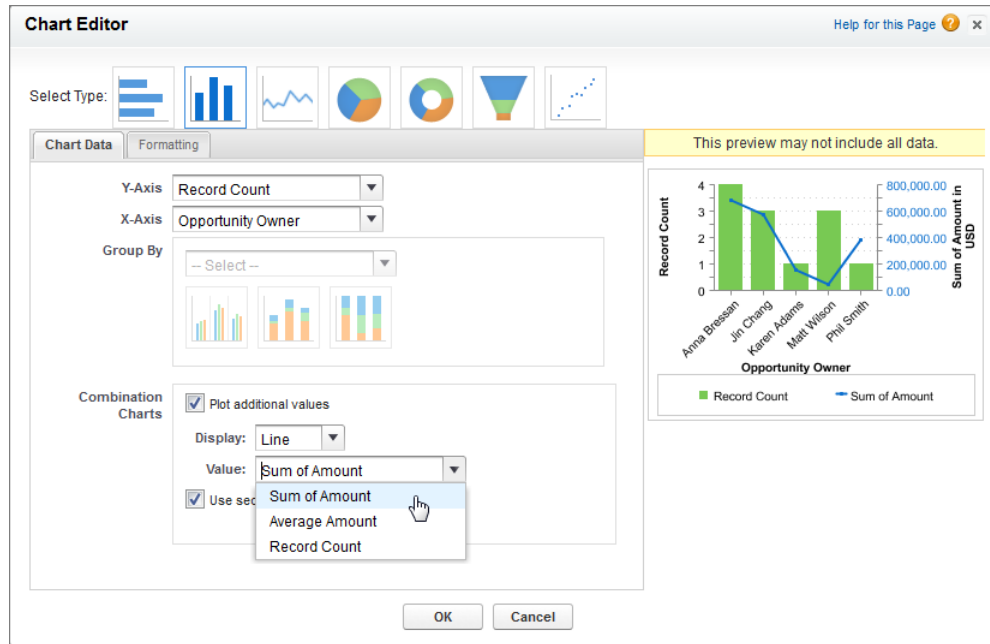 Chart Editor
Help for this Page
Select Type:
Chart Data
Formatting
Y-Axis
Record Count
X-Axis
Opportunity Owner
Group By
-- Select --
Combination Charts
Plot additional values
Display:
Line
Value:
Sum of Amount
Sum of Amount
Average Amount
Record Count
Use sec
OK
Cancel
This preview may not include all data.
Record Count
4
3
2
1
0
800,000.00
600,000.00
400,000.00
200,000.00
0.00
Sum of Amount in
USD
Anna Bressan
Jin Chang
Karen Adams
Matt Wilson
Phil Smith
Opportunity Owner
Record Count
Sum of Amount